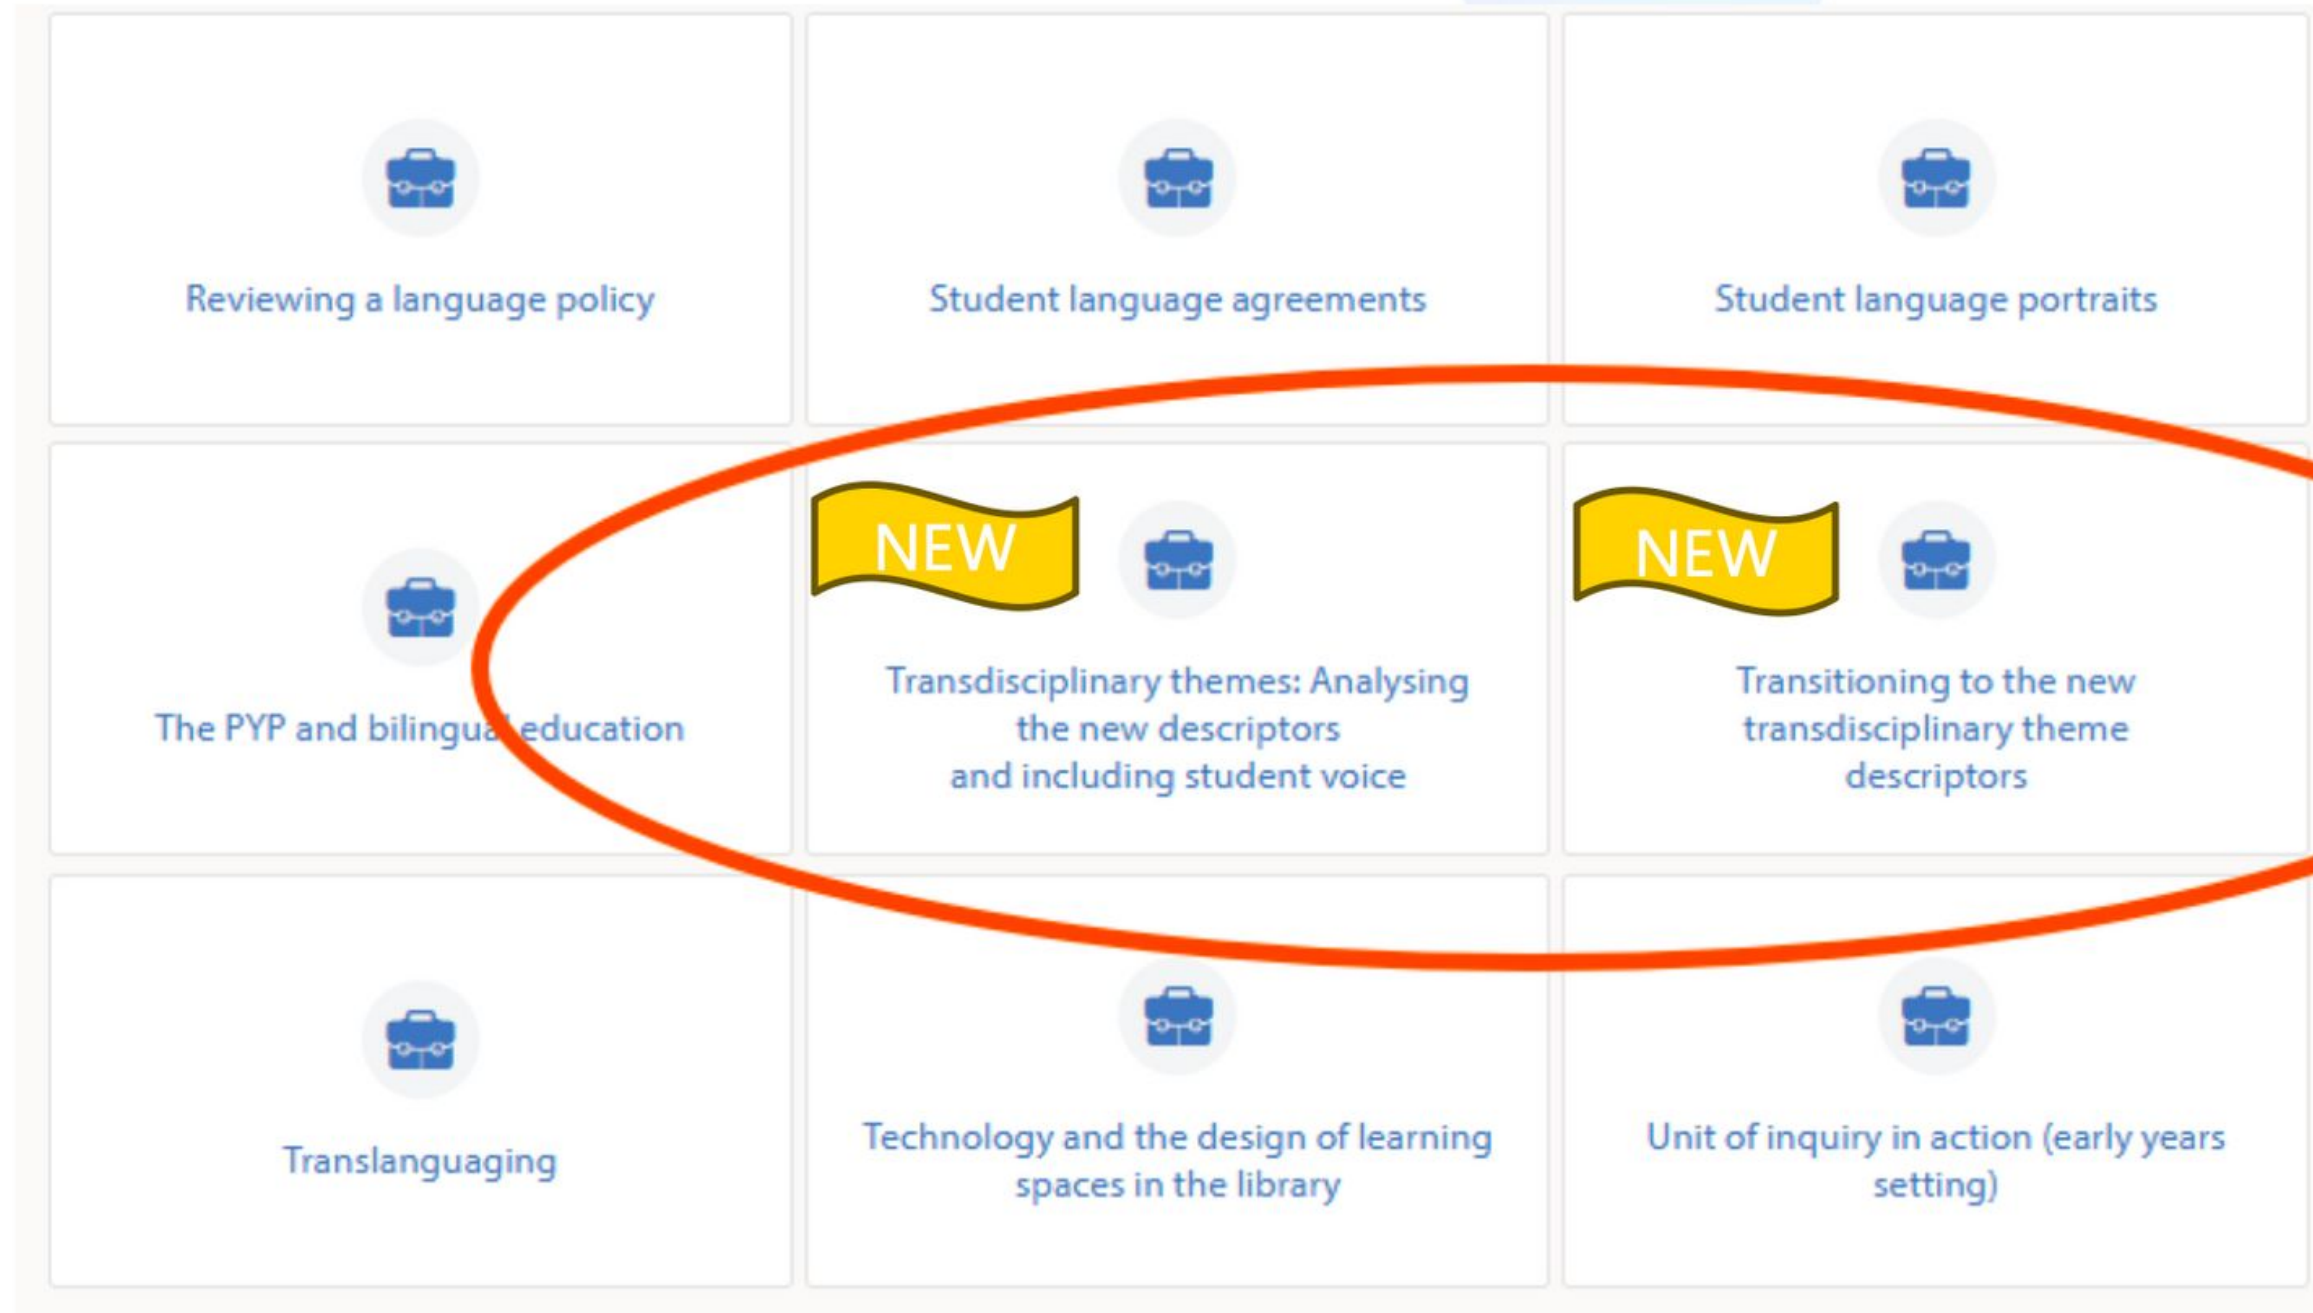 Reviewing a language policy
Student language agreements
Student language portraits
The PYP and bilingual education
NEW
Transdisciplinary themes: Analysing
the new descriptors
and including student voice
NEW
Transitioning to the new
transdisciplinary theme
descriptors
Translanguaging
Technology and the design of learning
spaces in the library
Unit of inquiry in action (early years
setting)